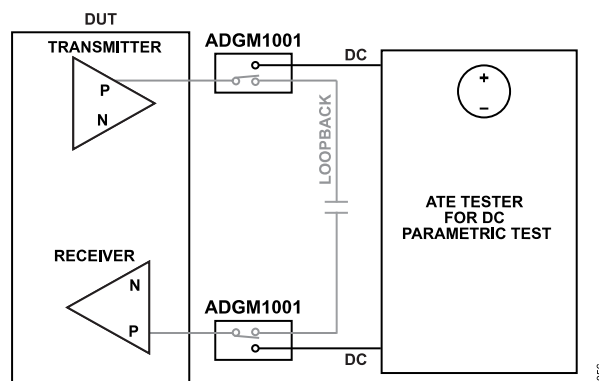 DUT
TRANSMITTER
P
N
ADGM1001
DC
LOOPBACK
+
−
ATE TESTER
FOR DC
PARAMETRIC TEST
RECEIVER
N
P
ADGM1001
DC